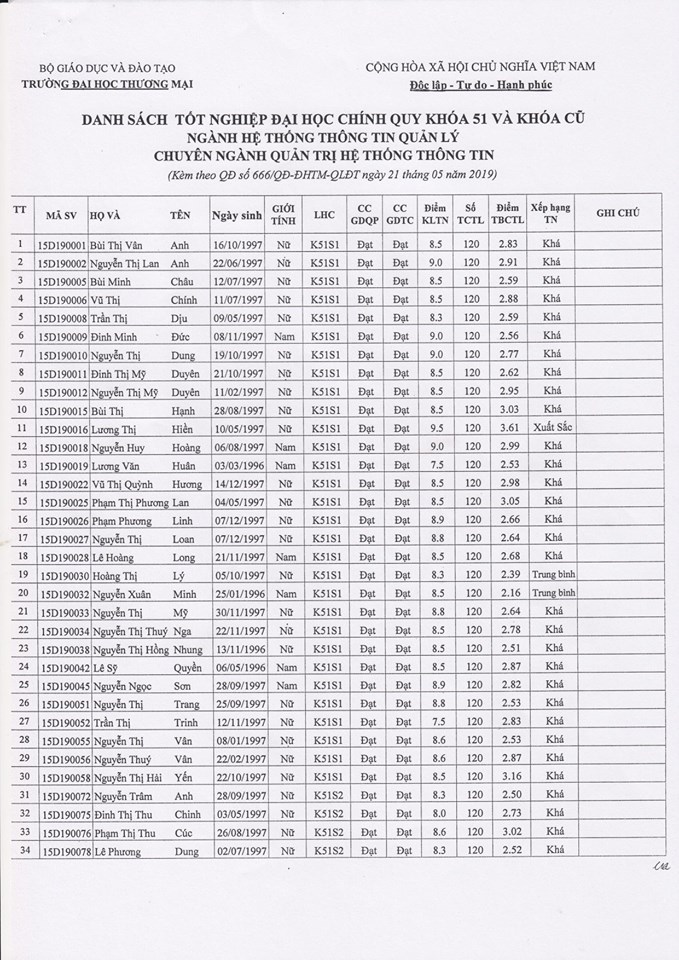 BỘ GIÁO DỤC VÀ ĐÀO TẠO
TRƯỜNG ĐẠI HỌC THƯƠNG MẠI
CỘNG HÒA XÃ HỘI CHỦ NGHĨA VIỆT NAM
Độc lập - Tự do - Hạnh phúc
DANH SÁCH TỐT NGHIỆP ĐẠI HỌC CHÍNH QUY KHÓA 51 VÀ KHÓA CŨ
NGÀNH HỆ THỐNG THÔNG TIN QUẢN LÝ
CHUYÊN NGÀNH QUẢN TRỊ HỆ THỐNG THÔNG TIN
(Kèm theo QĐ số 666/QĐ-ĐHTM-QLĐT ngày 21 tháng 05 năm 2019)
TT MÃ SV HỌ VÀ TÊN Ngày sinh GIỚI TÍNH LHC CC GDQP CC GDTC Điểm KLTN Số TCTL Điểm TBCTL Xếp hạng TN GHI CHÚ
1 15D190001 Bùi Thị Vân Anh 16/10/1997 Nữ K51S1 Đạt Đạt 8.5 120 2.83 Khá
2 15D190002 Nguyễn Thị Lan Anh 22/06/1997 Nữ K51S1 Đạt Đạt 9.0 120 2.91 Khá
3 15D190005 Bùi Minh Châu 12/07/1997 Nữ K51S1 Đạt Đạt 8.5 120 2.59 Khá
4 15D190006 Vũ Thị Chính 11/07/1997 Nữ K51S1 Đạt Đạt 8.5 120 2.88 Khá
5 15D190008 Trần Thị Dịu 09/05/1997 Nữ K51S1 Đạt Đạt 8.3 120 2.59 Khá
6 15D190009 Đinh Minh Đức 08/11/1997 Nam K51S1 Đạt Đạt 9.0 120 2.56 Khá
7 15D190010 Nguyễn Thị Dung 19/10/1997 Nữ K51S1 Đạt Đạt 9.0 120 2.77 Khá
8 15D190011 Đinh Thị Mỹ Duyên 21/10/1997 Nữ K51S1 Đạt Đạt 8.5 120 2.62 Khá
9 15D190012 Nguyễn Thị Mỹ Duyên 11/02/1997 Nữ K51S1 Đạt Đạt 8.5 120 2.95 Khá
10 15D190015 Bùi Thị Hạnh 28/08/1997 Nữ K51S1 Đạt Đạt 8.5 120 3.03 Khá
11 15D190016 Lương Thị Hiền 10/05/1997 Nữ K51S1 Đạt Đạt 9.5 120 3.61 Xuất Sắc
12 15D190018 Nguyễn Huy Hoàng 06/08/1997 Nam K51S1 Đạt Đạt 9.0 120 2.99 Khá
13 15D190019 Lương Văn Huân 03/03/1996 Nam K51S1 Đạt Đạt 7.5 120 2.53 Khá
14 15D190022 Vũ Thị Quỳnh Hương 14/12/1997 Nữ K51S1 Đạt Đạt 8.5 120 2.98 Khá
15 15D190025 Phạm Thị Phương Lan 04/05/1997 Nữ K51S1 Đạt Đạt 8.5 120 3.05 Khá
16 15D190026 Phạm Phương Linh 07/12/1997 Nữ K51S1 Đạt Đạt 8.9 120 2.66 Khá
17 15D190027 Nguyễn Thị Loan 07/12/1997 Nữ K51S1 Đạt Đạt 8.8 120 2.64 Khá
18 15D190028 Lê Hoàng Long 21/11/1997 Nam K51S1 Đạt Đạt 8.5 120 2.68 Khá
19 15D190030 Hoàng Thị Lý 05/10/1997 Nữ K51S1 Đạt Đạt 8.3 120 2.39 Trung bình
20 15D190032 Nguyễn Xuân Minh 25/01/1996 Nam K51S1 Đạt Đạt 8.5 120 2.16 Trung bình
21 15D190033 Nguyễn Thị Mỹ 30/11/1997 Nữ K51S1 Đạt Đạt 8.8 120 2.64 Khá
22 15D190034 Nguyễn Thị Thuý Nga 22/11/1997 Nữ K51S1 Đạt Đạt 8.5 120 2.78 Khá
23 15D190038 Nguyễn Thị Hồng Nhung 13/11/1996 Nữ K51S1 Đạt Đạt 8.5 120 2.51 Khá
24 15D190042 Lê Sỹ Quyền 06/05/1996 Nam K51S1 Đạt Đạt 8.5 120 2.87 Khá
25 15D190045 Nguyễn Ngọc Sơn 28/09/1997 Nam K51S1 Đạt Đạt 8.9 120 2.82 Khá
26 15D190051 Nguyễn Thị Trang 25/09/1997 Nữ K51S1 Đạt Đạt 8.8 120 2.53 Khá
27 15D190052 Trần Thị Trinh 12/11/1997 Nữ K51S1 Đạt Đạt 7.5 120 2.83 Khá
28 15D190055 Nguyễn Thị Vân 08/01/1997 Nữ K51S1 Đạt Đạt 8.6 120 2.53 Khá
29 15D190056 Nguyễn Thuý Vân 22/02/1997 Nữ K51S1 Đạt Đạt 8.6 120 2.87 Khá
30 15D190058 Nguyễn Thị Hải Yến 22/10/1997 Nữ K51S1 Đạt Đạt 8.5 120 3.16 Khá
31 15D190072 Nguyễn Trâm Anh 28/09/1997 Nữ K51S2 Đạt Đạt 8.3 120 2.50 Khá
32 15D190075 Đinh Thị Thu Chinh 03/05/1997 Nữ K51S2 Đạt Đạt 8.0 120 2.73 Khá
33 15D190076 Phạm Thị Thu Cúc 26/08/1997 Nữ K51S2 Đạt Đạt 8.6 120 3.02 Khá
34 15D190078 Lê Phương Dung 02/07/1997 Nữ K51S2 Đạt Đạt 8.3 120 2.52 Khá